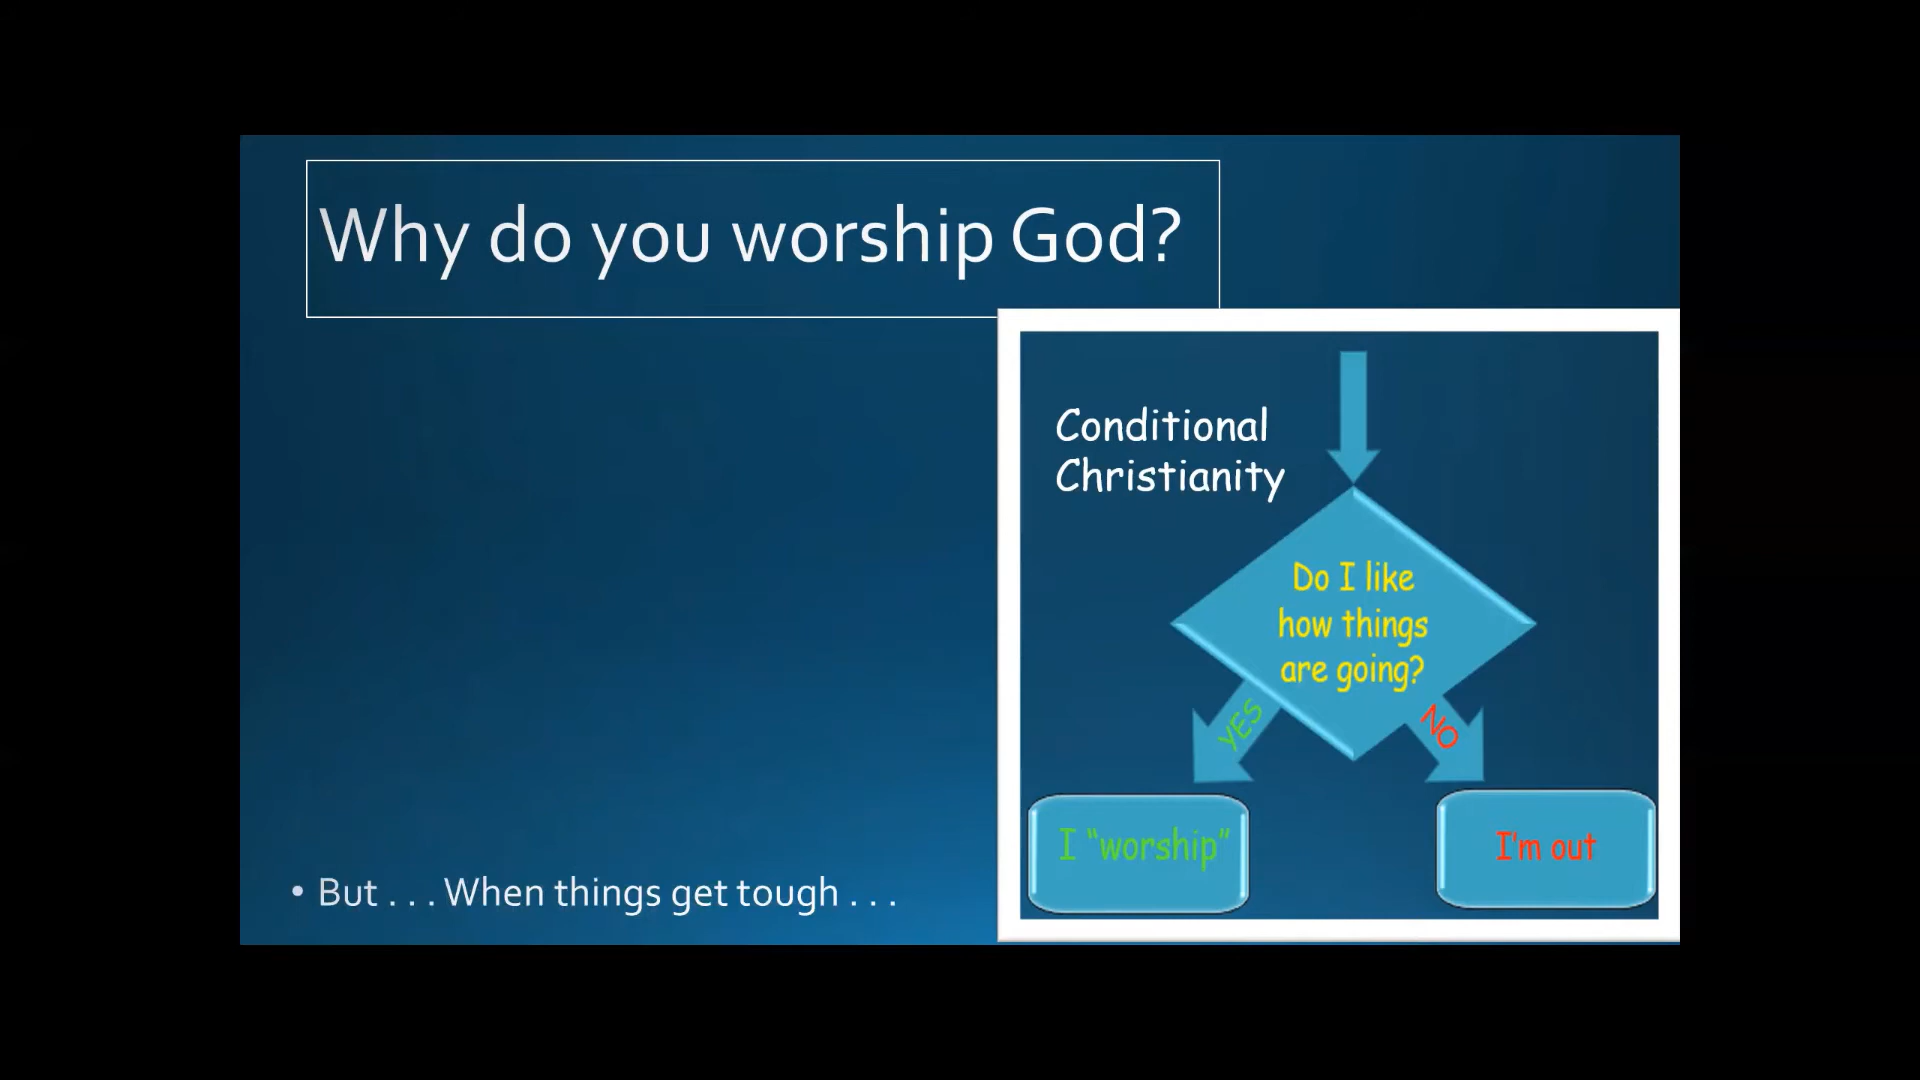 Why do you worship God?
Conditional
Christianity
Do I like
how things
are going?
YES
NO
I “worship”
I'm out
• But . . . When things get tough . . .